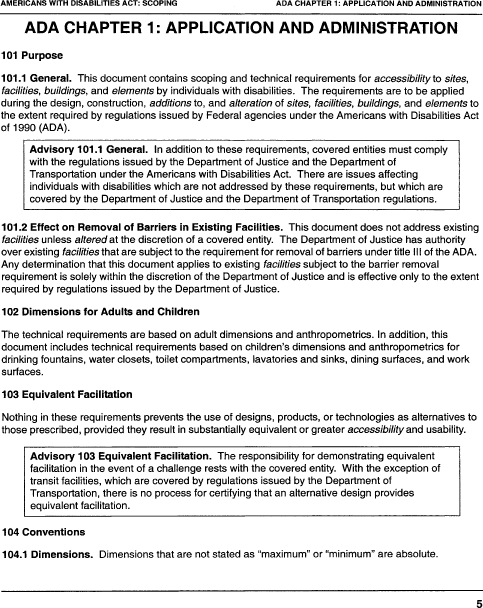 AMERICANS WITH DISABILITIES ACT: SCOPING ADA CHAPTER 1: APPLICATION AND ADMINISTRATION
ADA CHAPTER 1: APPLICATION AND ADMINISTRATION
101 Purpose
101.1 General. This document contains scoping and technical requirements for accessibility to sites,
facilities, buildings, and elements by individuals with disabilities. The requirements are to be applied
during the design, construction, additions to, and alteration of sites, facilities, buildings, and elements to
the extent required by regulations issued by Federal agencies under the Americans with Disabilities Act
of 1990 (ADA).
Advisory 101.1 General. In addition to these requirements, covered entities must comply
with the regulations issued by the Department of Justice and the Department of
Transportation under the Americans with Disabilities Act. There are issues affecting
individuals with disabilities which are not addressed by these requirements, but which are
covered by the Department of Justice and the Department of Transportation regulations.
101.2 Effect on Removal of Barriers in Existing Facilities. This document does not address existing
facilities unless altered at the discretion of a covered entity. The Department of Justice has authority
over existing facilities that are subject to the requirement for removal of barriers under title III of the ADA.
Any determination that this document applies to existing facilities subject to the barrier removal
requirement is solely within the discretion of the Department of Justice and is effective only to the extent
required by regulations issued by the Department of Justice.
102 Dimensions for Adults and Children
The technical requirements are based on adult dimensions and anthropometrics. In addition, this
document includes technical requirements based on children's dimensions and anthropometrics for
drinking fountains, water closets, toilet compartments, lavatories and sinks, dining surfaces, and work
surfaces.
103 Equivalent Facilitation
Nothing in these requirements prevents the use of designs, products, or technologies as alternatives to
those prescribed, provided they result in substantially equivalent or greater accessibility and usability.
Advisory 103 Equivalent Facilitation. The responsibility for demonstrating equivalent
facilitation in the event of a challenge rests with the covered entity. With the exception of
transit facilities, which are covered by regulations issued by the Department of
Transportation, there is no process for certifying that an alternative design provides
equivalent facilitation.
104 Conventions
104.1 Dimensions. Dimensions that are not stated as "maximum" or "minimum" are absolute.
5